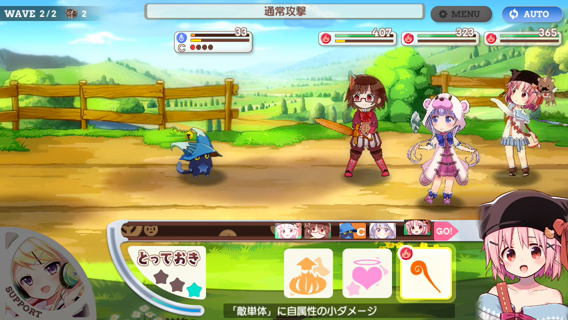 WAVE 2/2 2
通常攻撃
MENU
AUTO
33
C
407
323
365
C
GO!
とっておき
SUPPORT
「敵単体」に自属性の小ダメージ